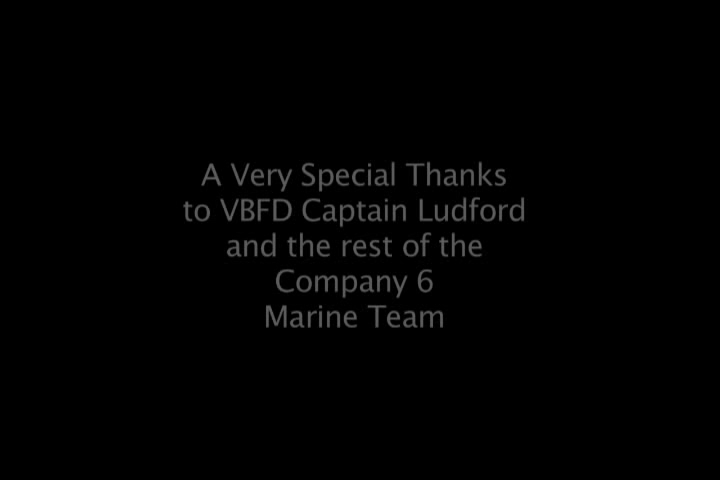 A Very Special Thanks
to VBFD Captain Ludford
and the rest of the
Company 6
Marine Team